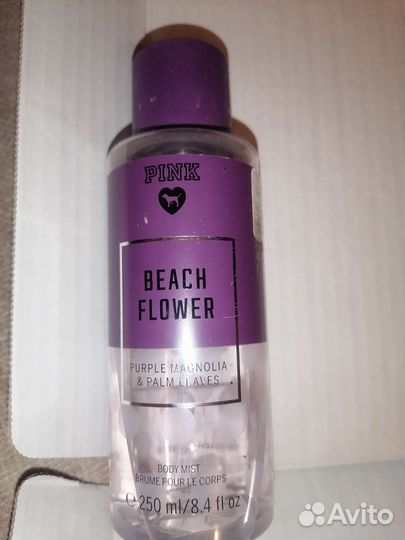 PINK
BEACH
FLOWER
PURPLE MAGNOLIA
& PALM LEAVES
BODY MIST
BRUME POUR LE CORPS
℮ 250 ml/8.4 fl oz
Avito